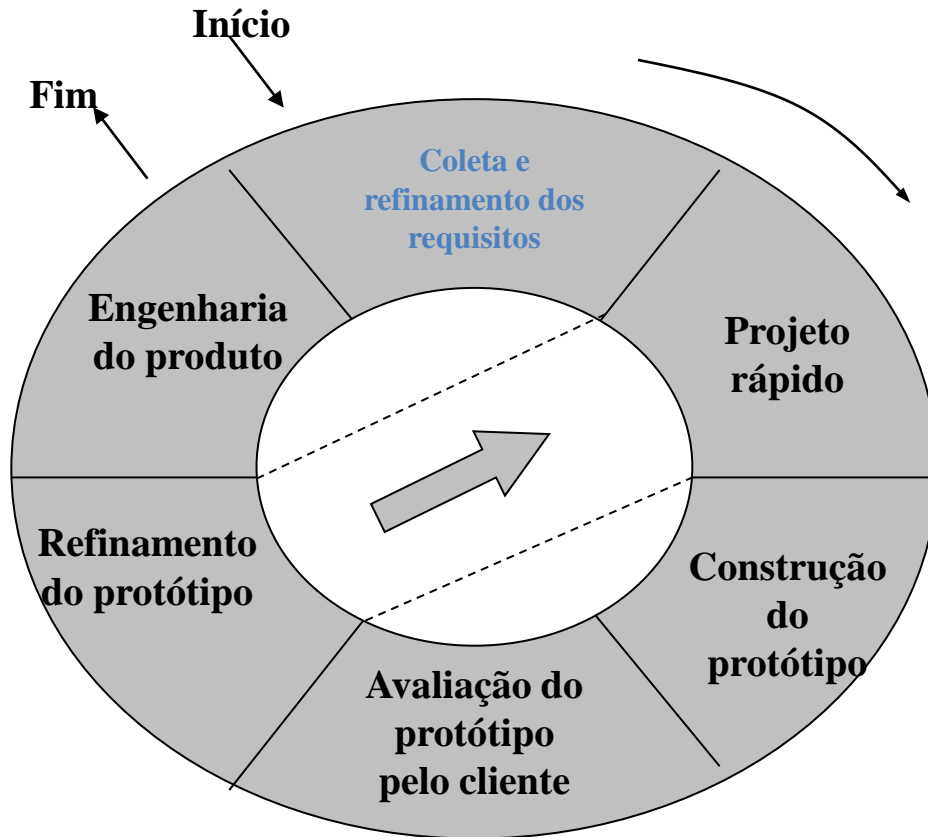 Início
Fim
Coleta e
refinamento dos
requisitos
Engenharia
do produto
Projeto
rápido
Refinamento
do protótipo
Construção
do
protótipo
Avaliação do
protótipo
pelo cliente